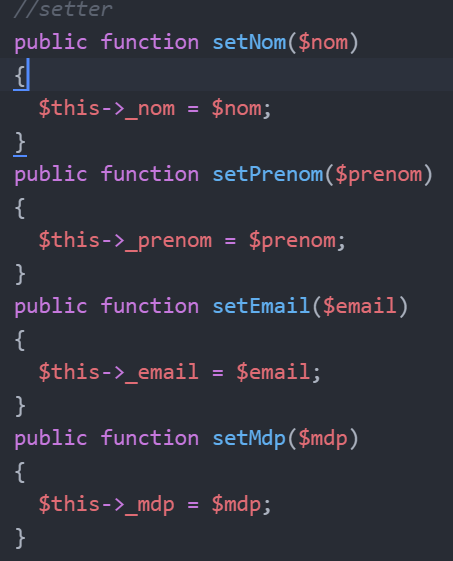 //setter
public function setNom($nom)
{
  $this->_nom = $nom;
}
public function setPrenom($prenom)
{
  $this->_prenom = $prenom;
}
public function setEmail($email)
{
  $this->_email = $email;
}
public function setMdp($mdp)
{
  $this->_mdp = $mdp;
}